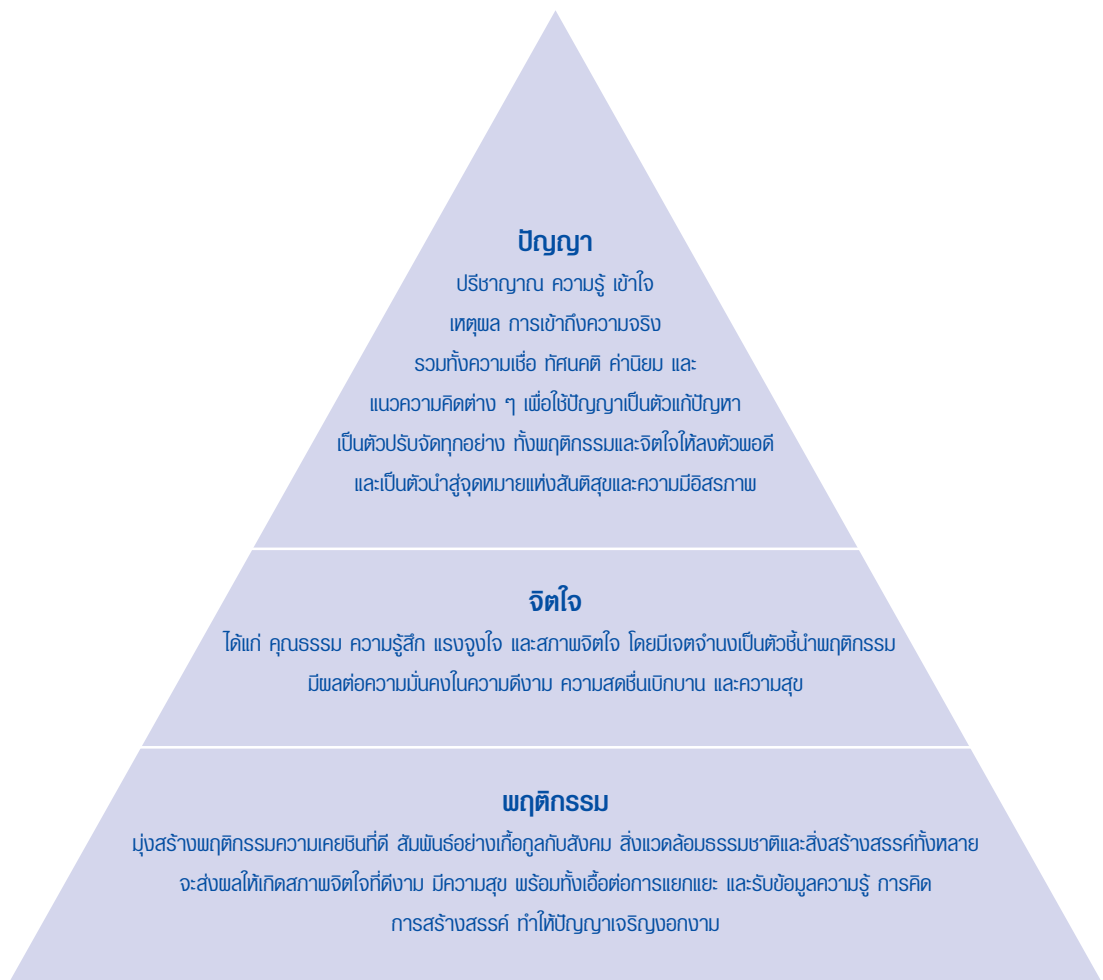 ปัญญา
ปรีชาญาณ ความรู้ เข้าใจ
เหตุผล การเข้าถึงความจริง
รวมทั้งความเชื่อ ทัศนคติ ค่านิยม และ
แนวความคิดต่าง ๆ เพื่อใช้ปัญญาเป็นตัวแก้ปัญหา
เป็นตัวปรับจัดทุกอย่าง ทั้งพฤติกรรมและจิตใจให้ลงตัวพอดี
และเป็นตัวนำสู่จุดหมายแห่งสันติสุขและความมีอิสรภาพ
จิตใจ
ได้แก่ คุณธรรม ความรู้สึก แรงจูงใจ และสภาพจิตใจ โดยมีเจตจำนงเป็นตัวชี้นำพฤติกรรม
มีผลต่อความมั่นคงในความดีงาม ความสดชื่นเบิกบาน และความสุข
พฤติกรรม
มุ่งสร้างพฤติกรรมความเคยชินที่ดี สัมพันธ์อย่างเกื้อกูลกับสังคม สิ่งแวดล้อมธรรมชาติและสิ่งสร้างสรรค์ทั้งหลาย
จะส่งผลให้เกิดสภาพจิตใจที่ดีงาม มีความสุข พร้อมทั้งเอื้อต่อการแยกแยะ และรับข้อมูลความรู้ การคิด
การสร้างสรรค์ ทำให้ปัญญาเจริญงอกงาม